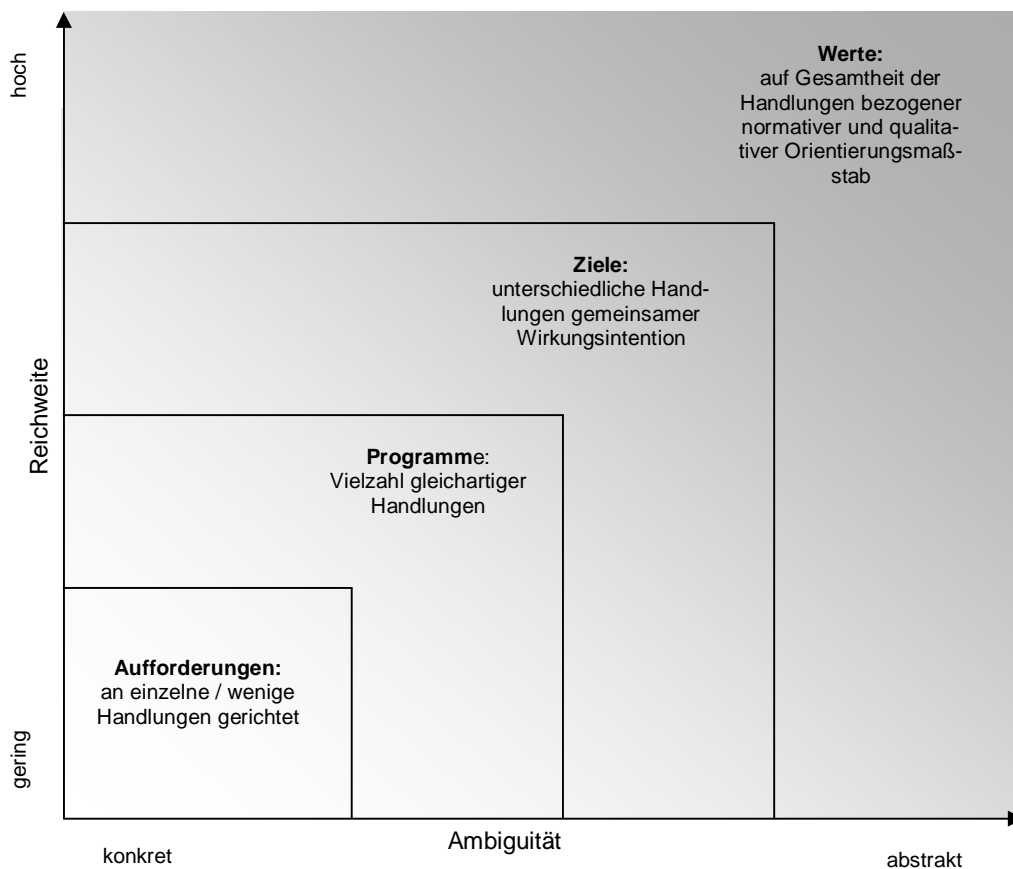 hoch
Werte:
auf Gesamtheit der
Handlungen bezogener
normativer und qualita-
tiver Orientierungsmaß-
stab
Ziele:
unterschiedliche Hand-
lungen gemeinsamer
Wirkungsintention
Reichweite
Programme:
Vielzahl gleichartiger
Handlungen
Aufforderungen:
an einzelne / wenige
Handlungen gerichtet
gering
Ambiguität
konkret
abstrakt